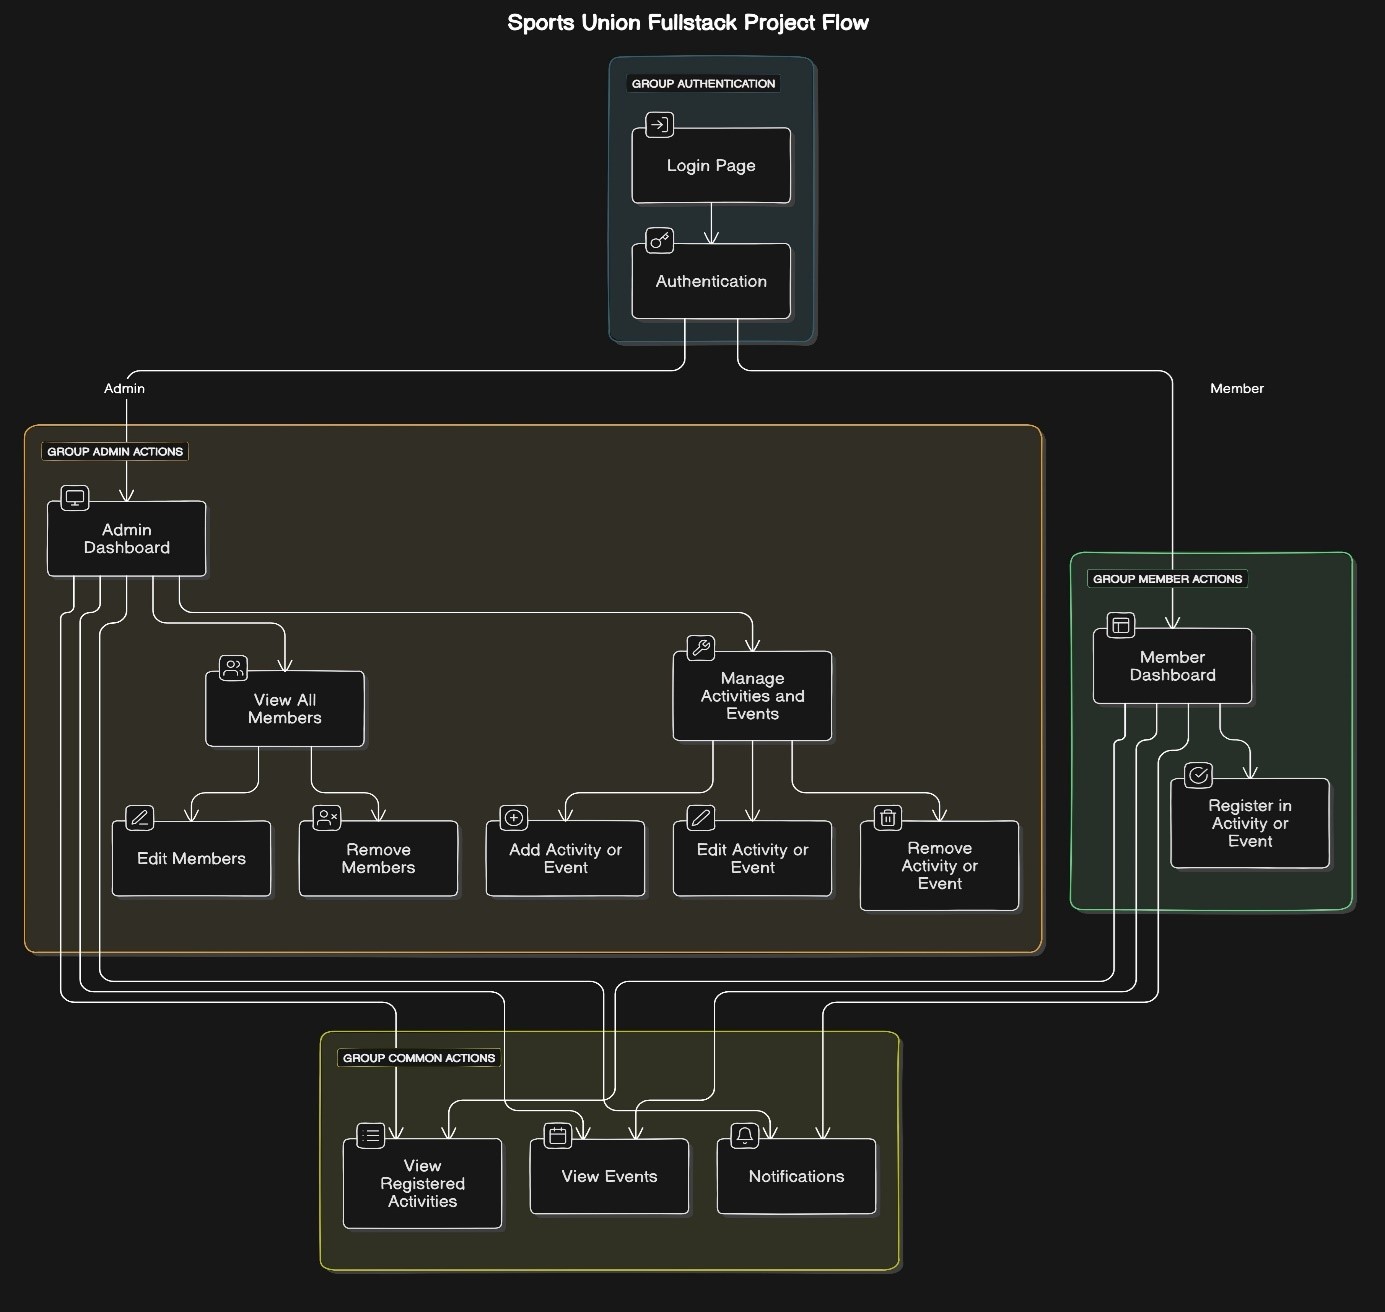 Sports Union Fullstack Project Flow
GROUP AUTHENTICATION
Login Page
Authentication
Admin
Member
GROUP ADMIN ACTIONS
Admin
Dashboard
GROUP MEMBER ACTIONS
Member
Dashboard
View All
Members
Manage
Activities and
Events
Edit Members
Remove
Members
Add Activity or
Event
Edit Activity or
Event
Remove
Activity or
Event
Register in
Activity or
Event
GROUP COMMON ACTIONS
View
Registered
Activities
View Events
Notifications